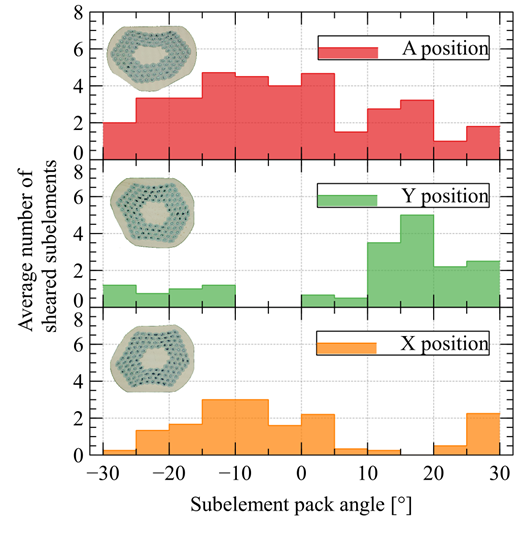 8
6
4
2
0
A position
8
6
4
2
0
Y position
8
6
4
2
0
X position
Average number of
sheared subelements
−30 −20 −10 0 10 20 30
Subelement pack angle [°]